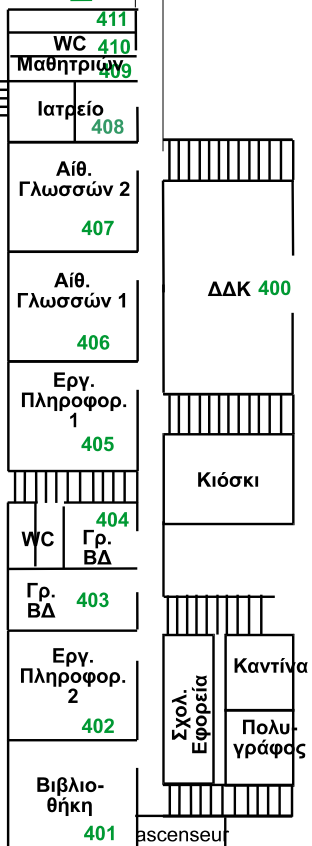 411
WC 410
Μαθητριών
409
Ιατρείο
408
Αίθ.
Γλωσσών 2
407
Αίθ.
Γλωσσών 1
406
Εργ.
Πληροφορ.
1
405
404
WC Γρ.
ΒΔ
Γρ.
ΒΔ 403
Εργ.
Πληροφορ.
2
402
Βιβλιο-
θήκη
401
ΔΔΚ 400
Κιόσκι
Σχολ.
Εφορεία
Καντίνα
Πολυ-
γράφος
ascenseur